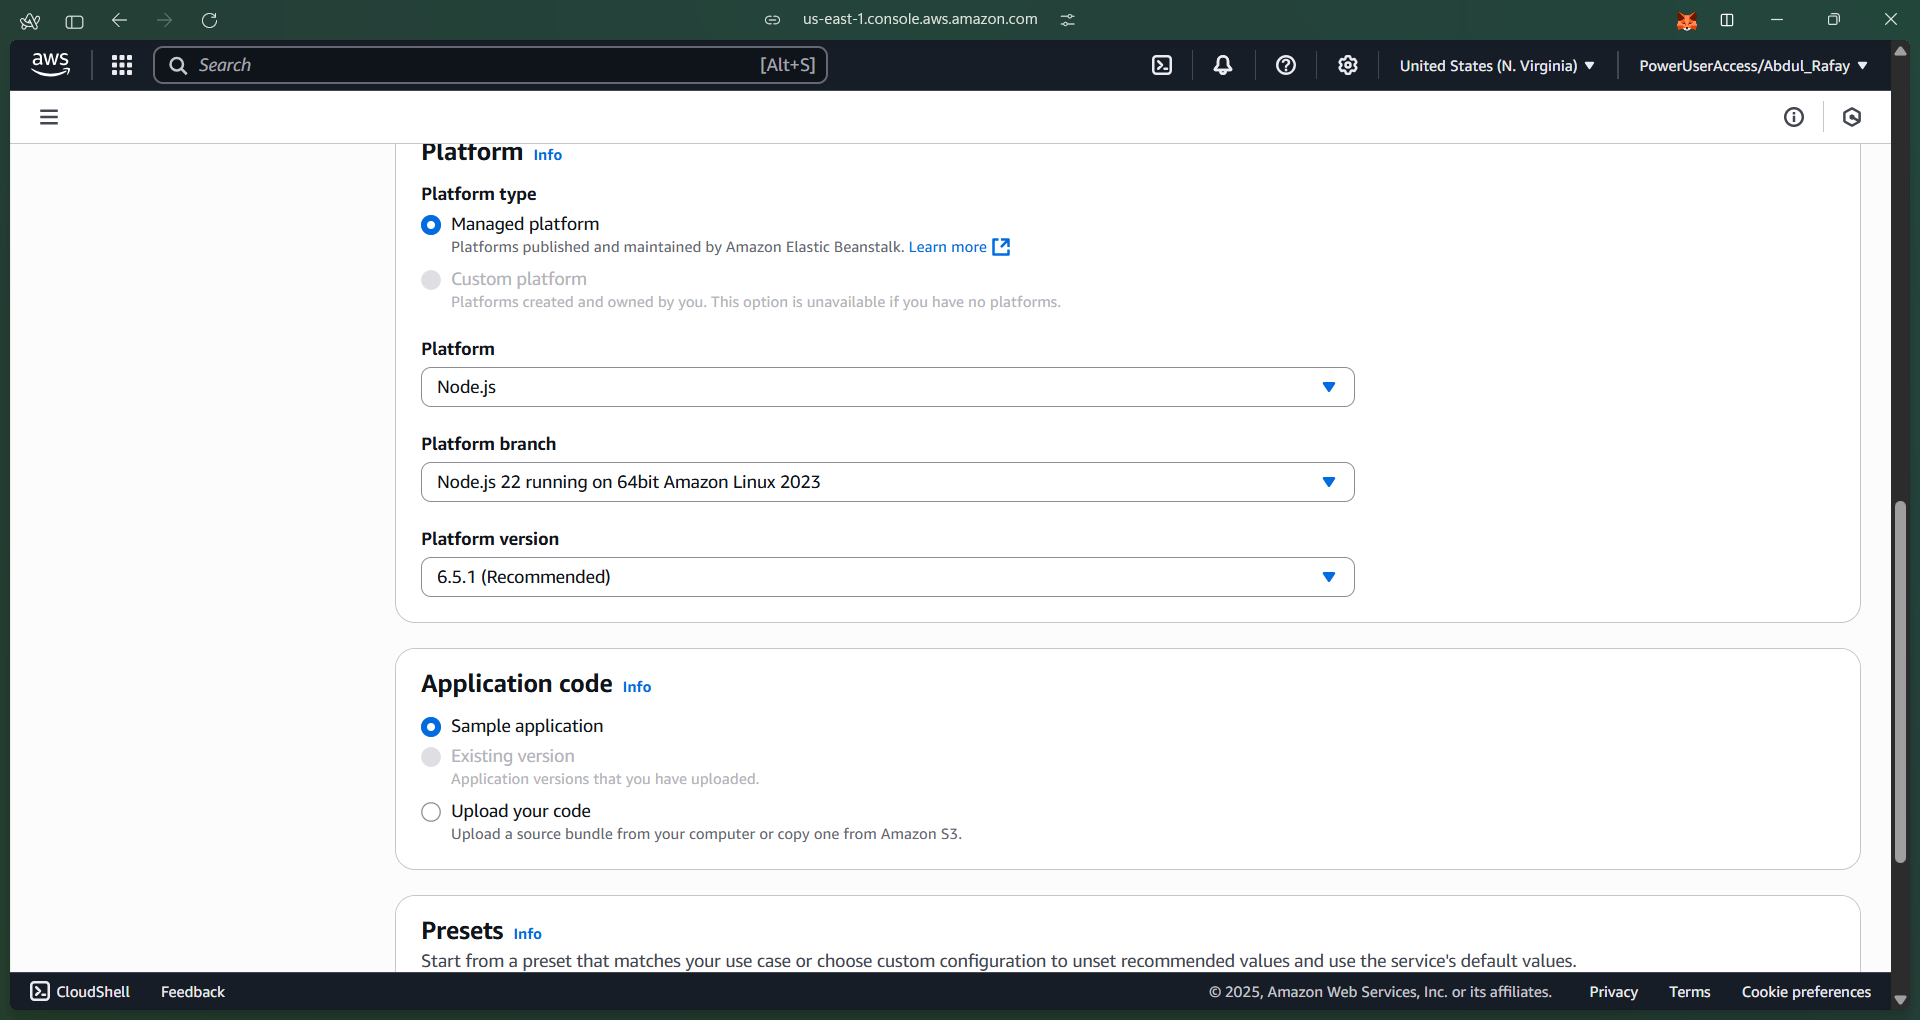 us-east-1.console.aws.amazon.com
aws
Search
[Alt+S]
United States (N. Virginia)
PowerUserAccess/Abdul_Rafay
Platform Info
Platform type
Managed platform
Platforms published and maintained by Amazon Elastic Beanstalk. Learn more
Custom platform
Platforms created and owned by you. This option is unavailable if you have no platforms.
Platform
Node.js
Platform branch
Node.js 22 running on 64bit Amazon Linux 2023
Platform version
6.5.1 (Recommended)
Application code Info
Sample application
Existing version
Application versions that you have uploaded.
Upload your code
Upload a source bundle from your computer or copy one from Amazon S3.
Presets Info
Start from a preset that matches your use case or choose custom configuration to unset recommended values and use the service's default values.
CloudShell
Feedback
© 2025, Amazon Web Services, Inc. or its affiliates.
Privacy
Terms
Cookie preferences